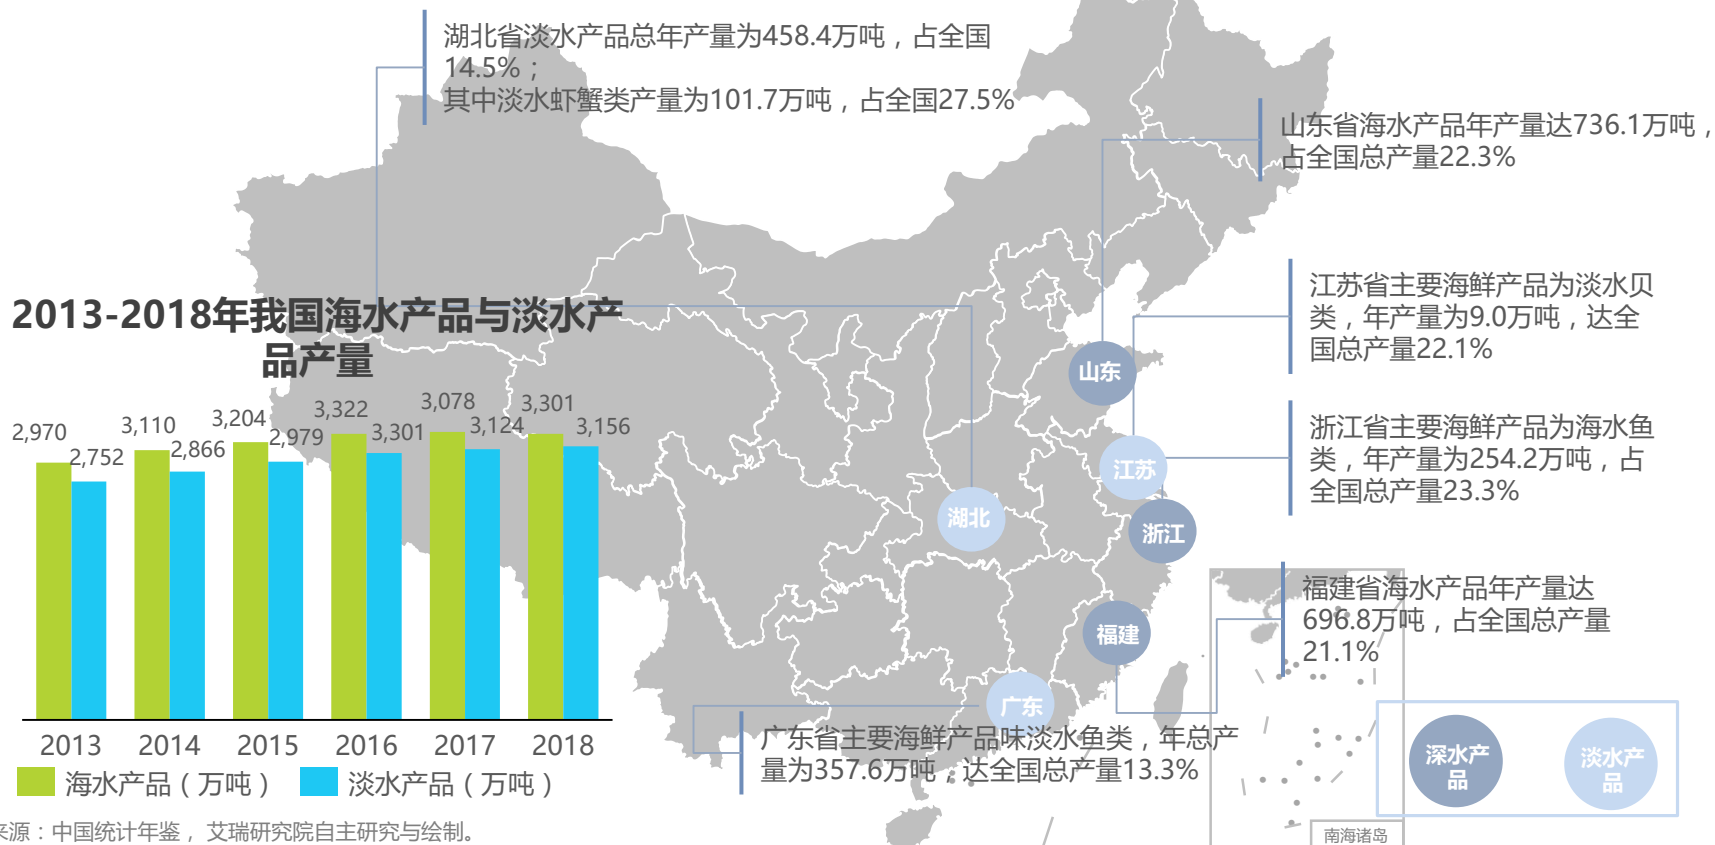 湖北省淡水产品总年产量为458.4万吨，占全国
14.5%；
其中淡水虾蟹类产量为101.7万吨，占全国27.5%
山东省海水产品年产量达736.1万吨，
占全国总产量22.3%
江苏省主要海鲜产品为淡水贝
类，年产量为9.0万吨，达全
国总产量22.1%
浙江省主要海鲜产品为海水鱼
类，年产量为254.2万吨，占
全国总产量23.3%
福建省海水产品年产量达
696.8万吨，占全国总产量
21.1%
广东省主要海鲜产品味淡水鱼类，年总产
量为357.6万吨，达全国总产量13.3%
山东
江苏
湖北
浙江
福建
广东
深水产
品
淡水产
品
南海诸岛
2013-2018年我国海水产品与淡水产
品产量
2,970
2,752
3,110
2,866
3,204
2,979
3,322
3,301
3,078
3,124
3,301
3,156
2013 2014 2015 2016 2017 2018
海水产品（万吨） 淡水产品（万吨）
来源：中国统计年鉴， 艾瑞研究院自主研究与绘制。